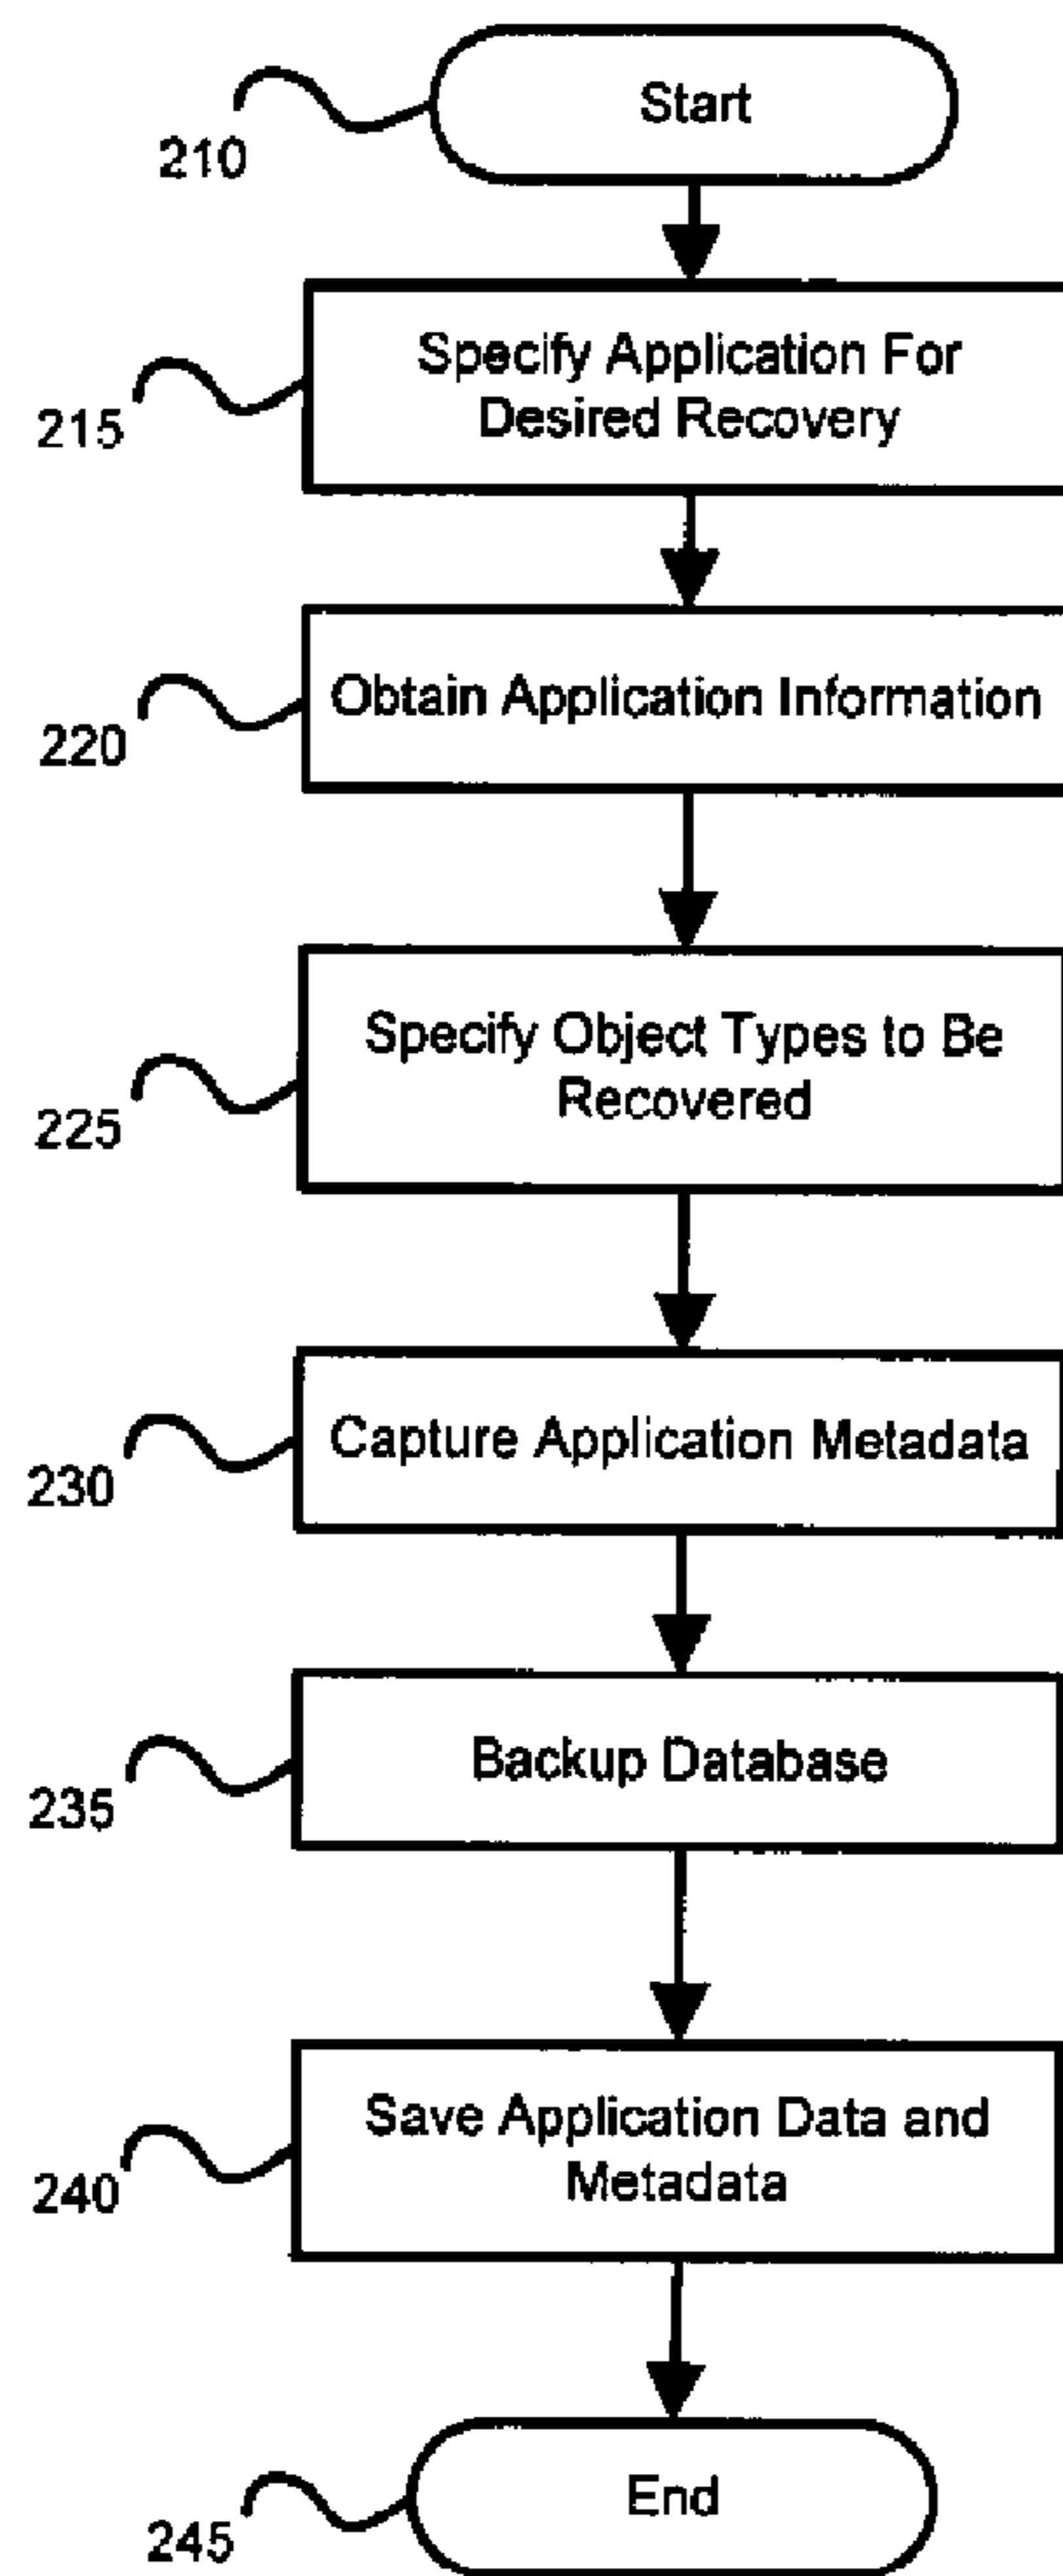 Start
210
Specify Application For
Desired Recovery
215
Obtain Application Information
220
Specify Object Types to Be
Recovered
225
Capture Application Metadata
230
Backup Database
235
Save Application Data and
Metadata
240
End
245